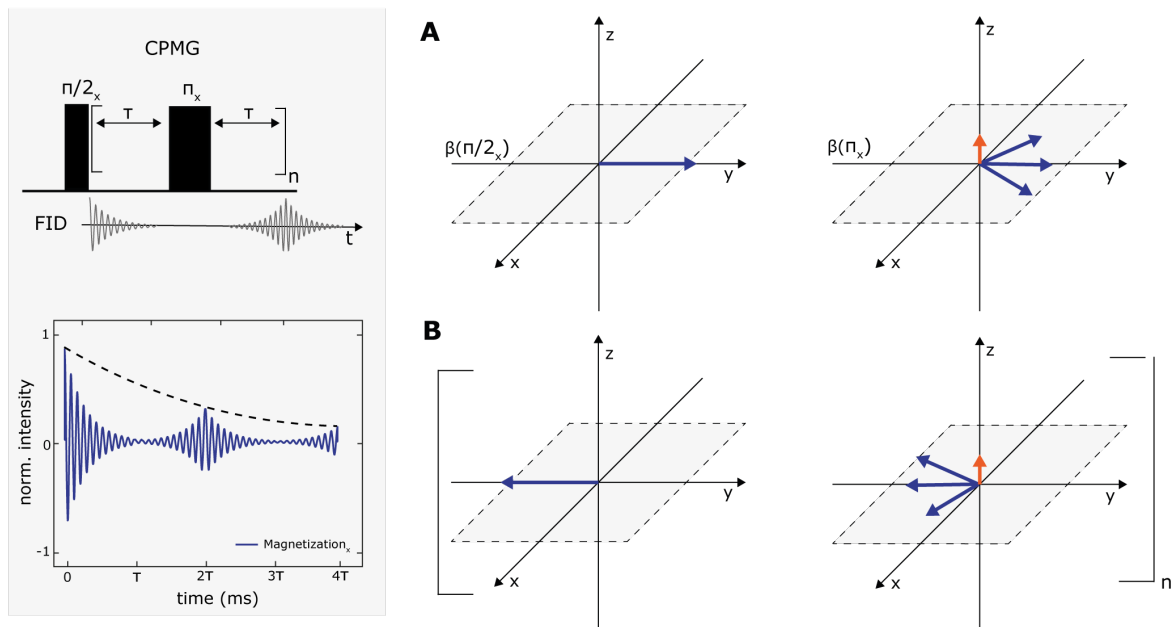 CPMG
π/2ₓ
πₓ
τ
τ
n
FID
t
1
0
-1
norm. intensity
Magnetizationₓ
0
τ
2τ
3τ
4τ
time (ms)
A
z
β(π/2ₓ)
y
x
z
β(πₓ)
y
x
B
z
y
x
z
y
x
n